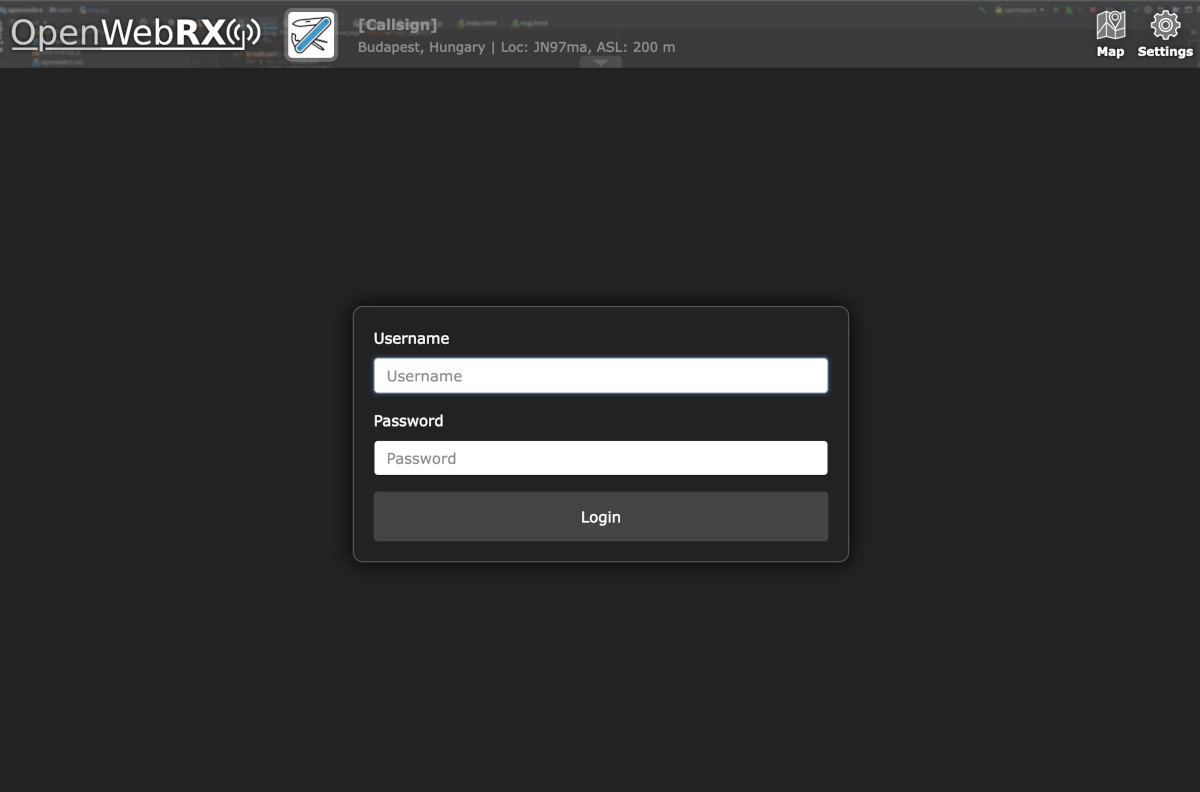 OpenWebRX
[Callsign]
Budapest, Hungary | Loc: JN97ma, ASL: 200 m
Map
Settings
Username
Username
Password
Password
Login